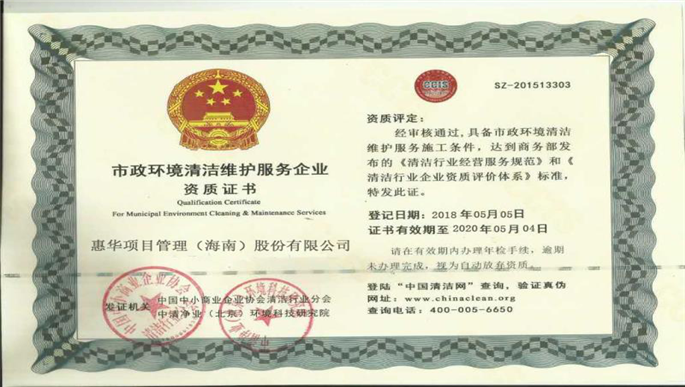 市政环境清洁维护服务企业
资质证书
Qualification Certificate
For Municipal Environment Cleaning & Maintenance Services
惠华项目管理（海南）股份有限公司
发证机关
中国中小商业企业协会清洁行业分会
中清净业（北京）环境科技研究院
SZ-201513303
资质评定：
经审核通过，具备市政环境清洁
维护服务施工条件，达到商务部发
布的《清洁行业经营服务规范》和《
清洁行业企业资质评价体系》标准，
特发此证。
登记日期：2018 年05月05日
证书有效期至 2020 年05月 04日
请在有效期内办理年检手续，逾期
未办理完成，视为自动放弃资质。
登陆“中国清洁网”查询，验证真伪
网址：www.chinaclean.org
查询电话：400-005-6650